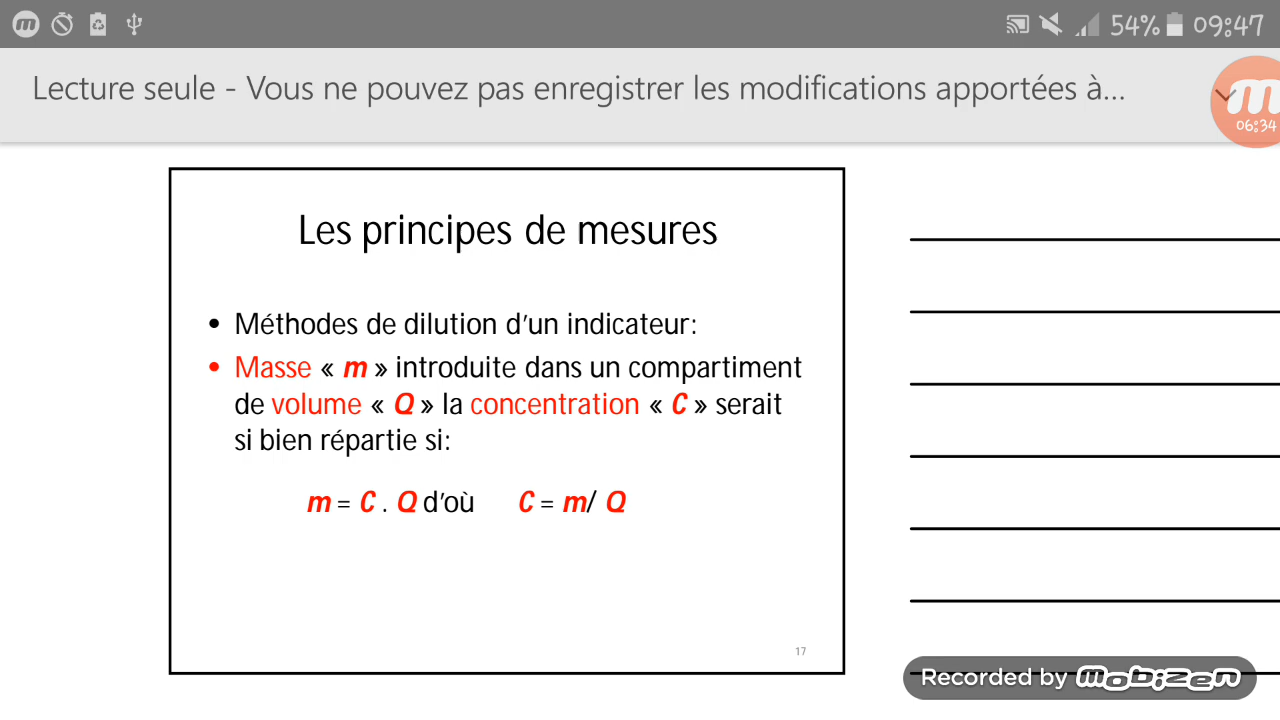 54% 09:47
Lecture seule - Vous ne pouvez pas enregistrer les modifications apportées à...
06:34
Les principes de mesures
• Méthodes de dilution d'un indicateur:
• Masse « m » introduite dans un compartiment
de volume « Q » la concentration « C » serait
si bien répartie si:
m = C . Q d'où C = m/ Q
17
Recorded by mobizen